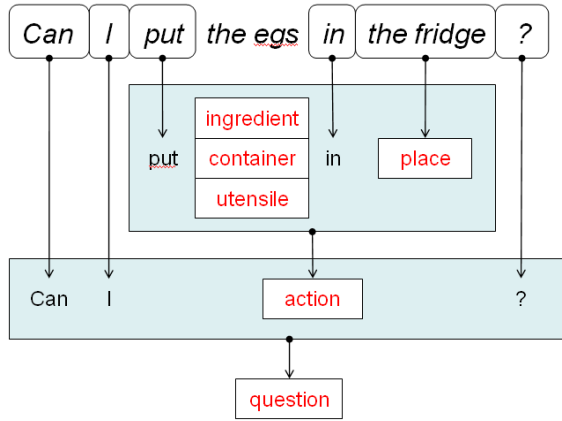 Can I put the egs in the fridge ?
ingredient
put container in place
utensile
Can I action ?
question